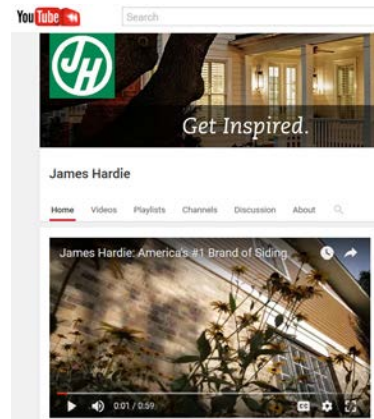 YouTube
Search
JH
Get Inspired.
James Hardie
Home Videos Playlists Channels Discussion About
James Hardie: America's #1 Brand of Siding
0:01 / 0:59
CC